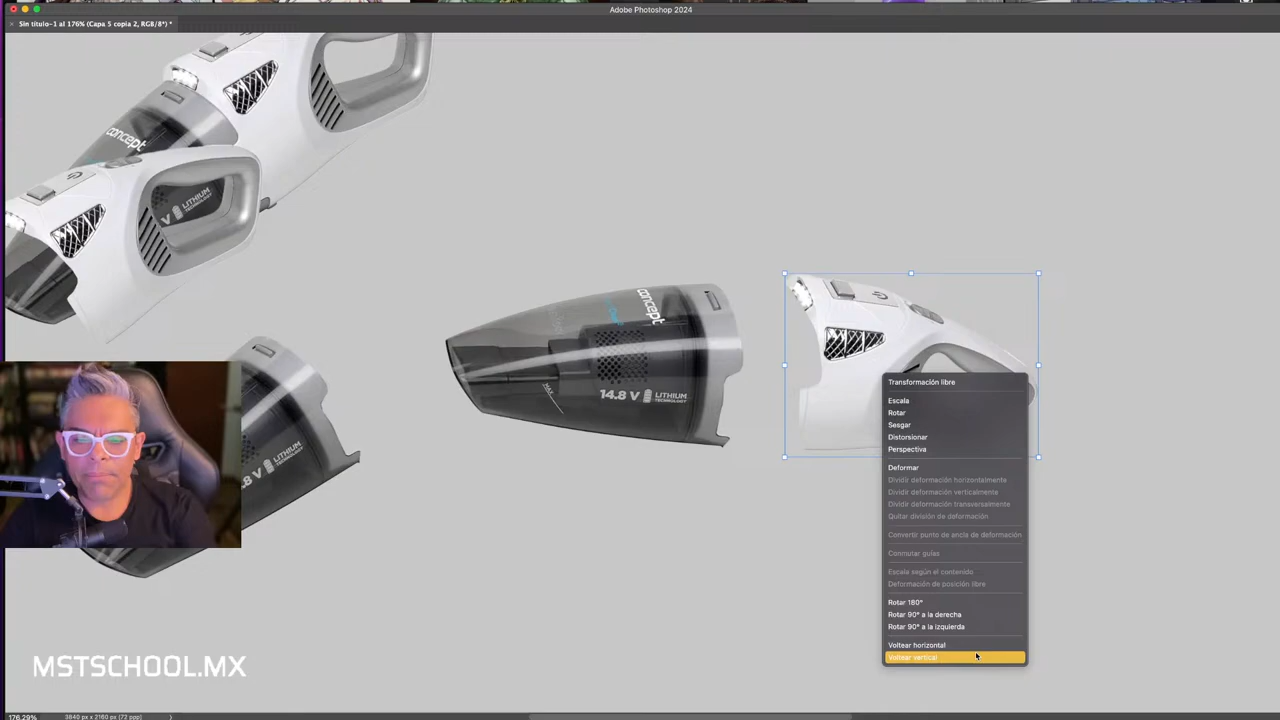 Adobe Photoshop 2024
Sin título-1 al 176% (Capa 5 copia 2, RGB/8*) *
concept
V LITHIUM
TECHNOLOGY
concept
14.8 V LITHIUM
TECHNOLOGY
MAX
.8 V LITHIUM
TECHNOLOGY
Transformación libre
Escala
Rotar
Sesgar
Distorsionar
Perspectiva
Deformar
Dividir deformación horizontalmente
Dividir deformación verticalmente
Dividir deformación transversalmente
Quitar división de deformación
Convertir punto de ancla de deformación
Conmutar guías
Escala según el contenido
Deformación de posición libre
Rotar 180°
Rotar 90° a la derecha
Rotar 90° a la izquierda
Voltear horizontal
Voltear vertical
MSTSCHOOL.MX
176.29%
3840 px x 2160 px (72 ppp)